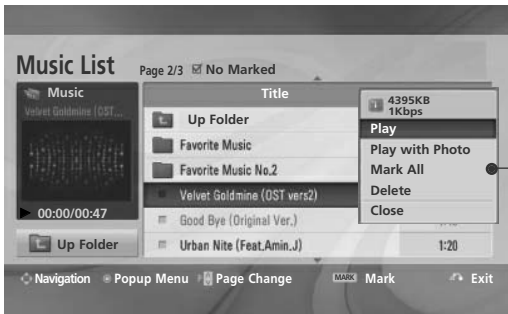 Music List
Page 2/3
No Marked
Music
Velvet Goldmine (OST...
00:00/00:47
Up Folder
Title
Up Folder
Favorite Music
Favorite Music No.2
Velvet Goldmine (OST vers2)
Good Bye (Original Ver.)
Urban Nite (Feat.Amin.J)
1:20
4395KB
1Kbps
Play
Play with Photo
Mark All
Delete
Close
Navigation
Popup Menu
Page Change
MARK Mark
Exit